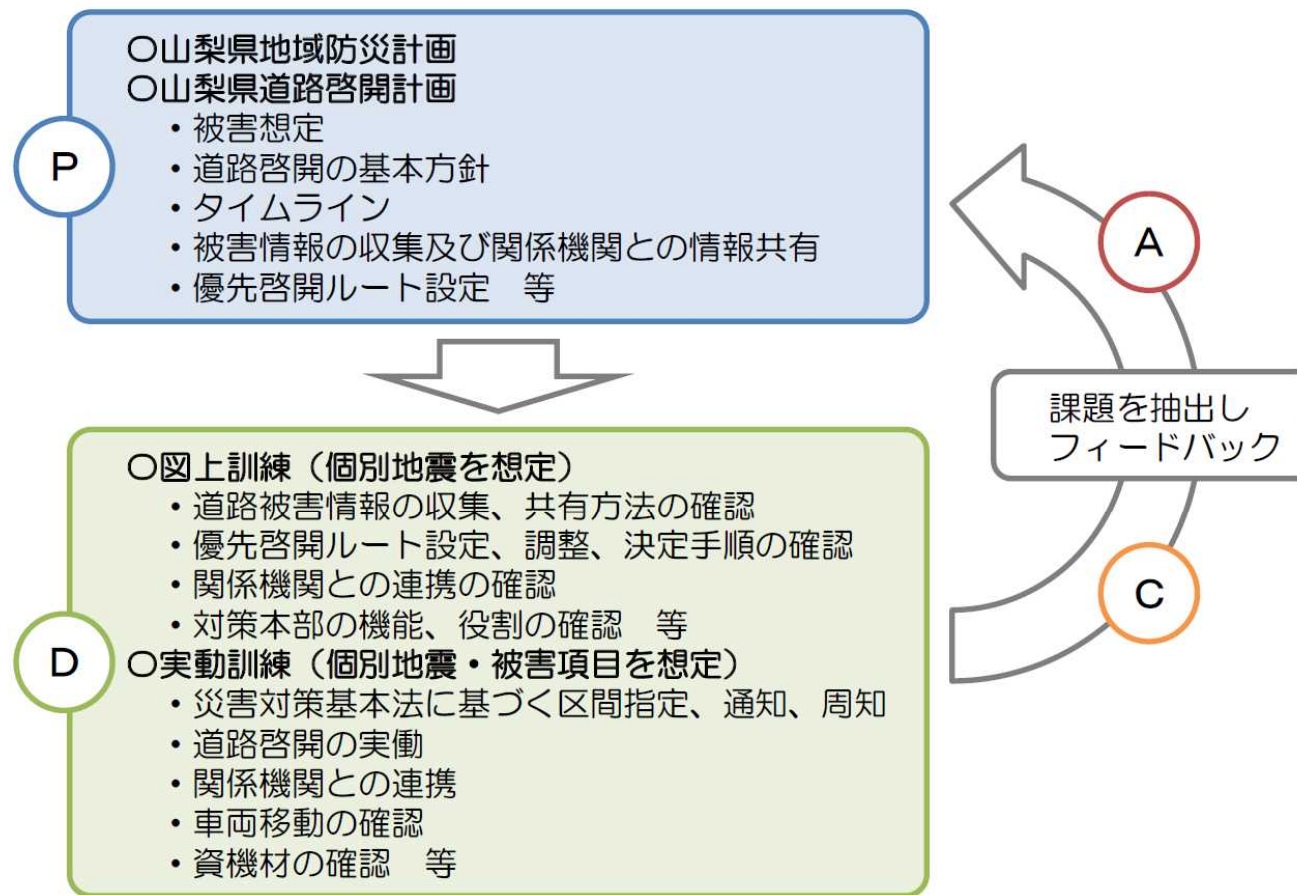 〇山梨県地域防災計画
〇山梨県道路啓開計画
・被害想定
・道路啓開の基本方針
・タイムライン
・被害情報の収集及び関係機関との情報共有
・優先啓開ルート設定　等
P
A
課題を抽出し
フィードバック
〇図上訓練（個別地震を想定）
・道路被害情報の収集、共有方法の確認
・優先啓開ルート設定、調整、決定手順の確認
・関係機関との連携の確認
・対策本部の機能、役割の確認　等
D
〇実動訓練（個別地震・被害項目を想定）
・災害対策基本法に基づく区間指定、通知、周知
・道路啓開の実働
・関係機関との連携
・車両移動の確認
・資機材の確認　等
C